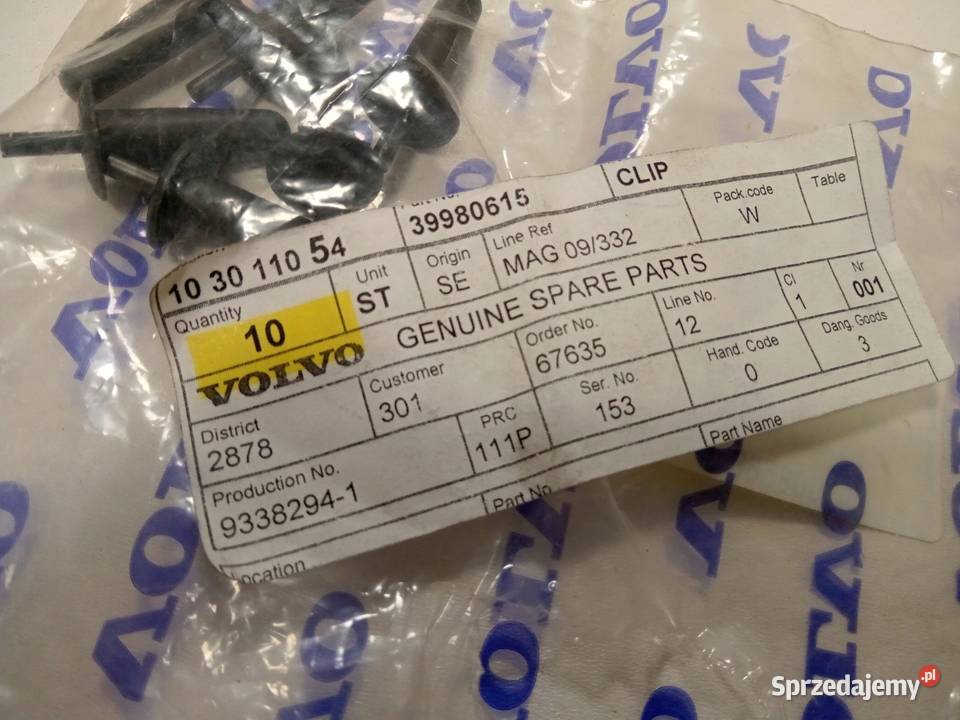 39980615 CLIP
10 30 110 54
Quantity Unit Origin Line Ref Pack.code Table
10 ST SE MAG 09/332 W
VOLVO GENUINE SPARE PARTS
District Customer Order No. Line No. Cl Nr
2878 301 67635 12 1 001
Production No. PRC Ser. No. Hand. Code Dang. Goods
9338294-1 111P 153 0 3
Location Part No Part Name
VOLVO
VOLVO
VOLVO
VOLVO
Sprzedajemy.pl